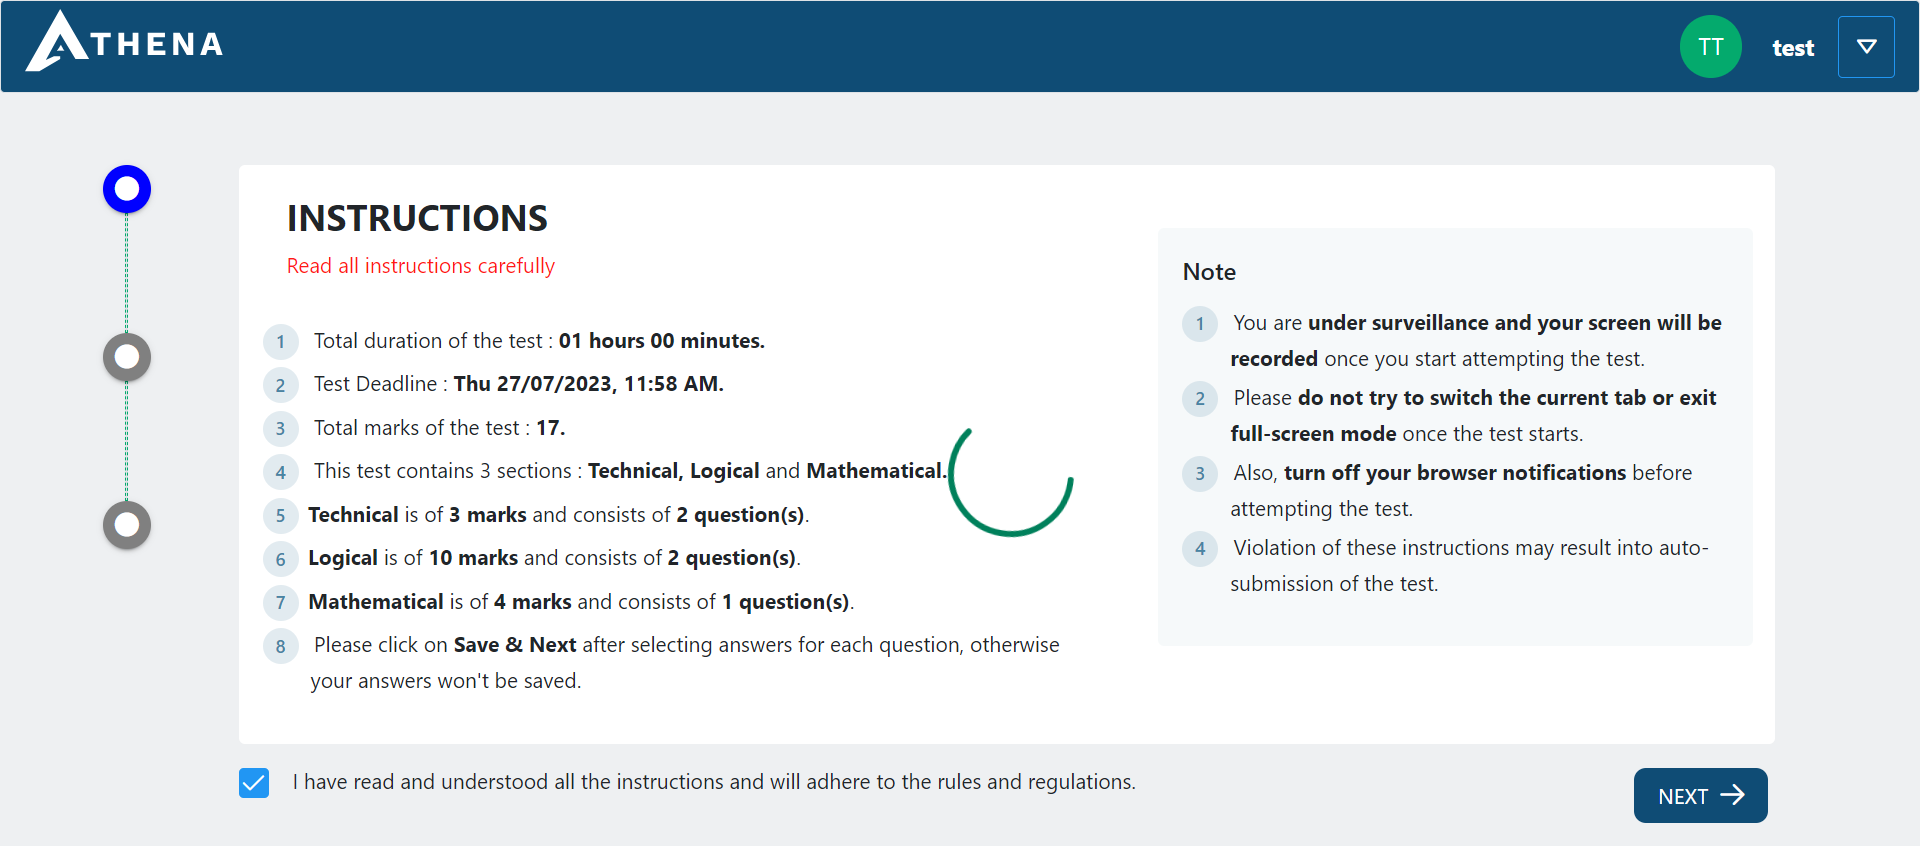 ATHENA
TT
test
INSTRUCTIONS
Read all instructions carefully
1 Total duration of the test : 01 hours 00 minutes.
2 Test Deadline : Thu 27/07/2023, 11:58 AM.
3 Total marks of the test : 17.
4 This test contains 3 sections : Technical, Logical and Mathematical.
5 Technical is of 3 marks and consists of 2 question(s).
6 Logical is of 10 marks and consists of 2 question(s).
7 Mathematical is of 4 marks and consists of 1 question(s).
8 Please click on Save & Next after selecting answers for each question, otherwise
your answers won't be saved.
Note
1 You are under surveillance and your screen will be
recorded once you start attempting the test.
2 Please do not try to switch the current tab or exit
full-screen mode once the test starts.
3 Also, turn off your browser notifications before
attempting the test.
4 Violation of these instructions may result into auto-
submission of the test.
I have read and understood all the instructions and will adhere to the rules and regulations.
NEXT